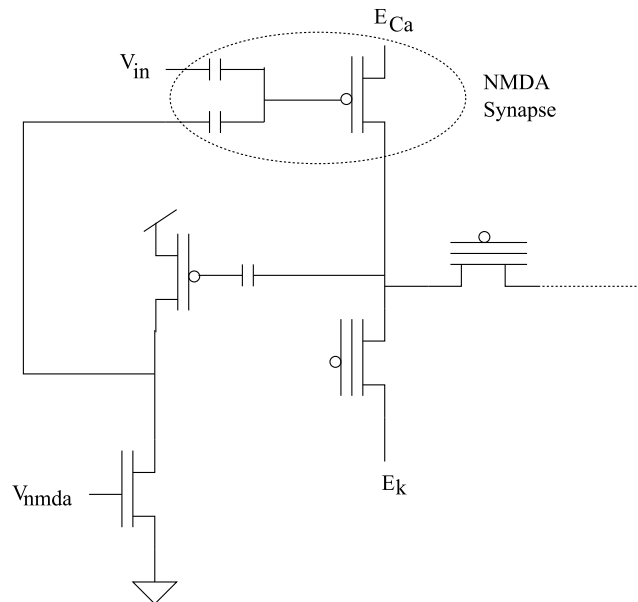 E_Ca
V_in
NMDA
Synapse
V_nmda
E_k